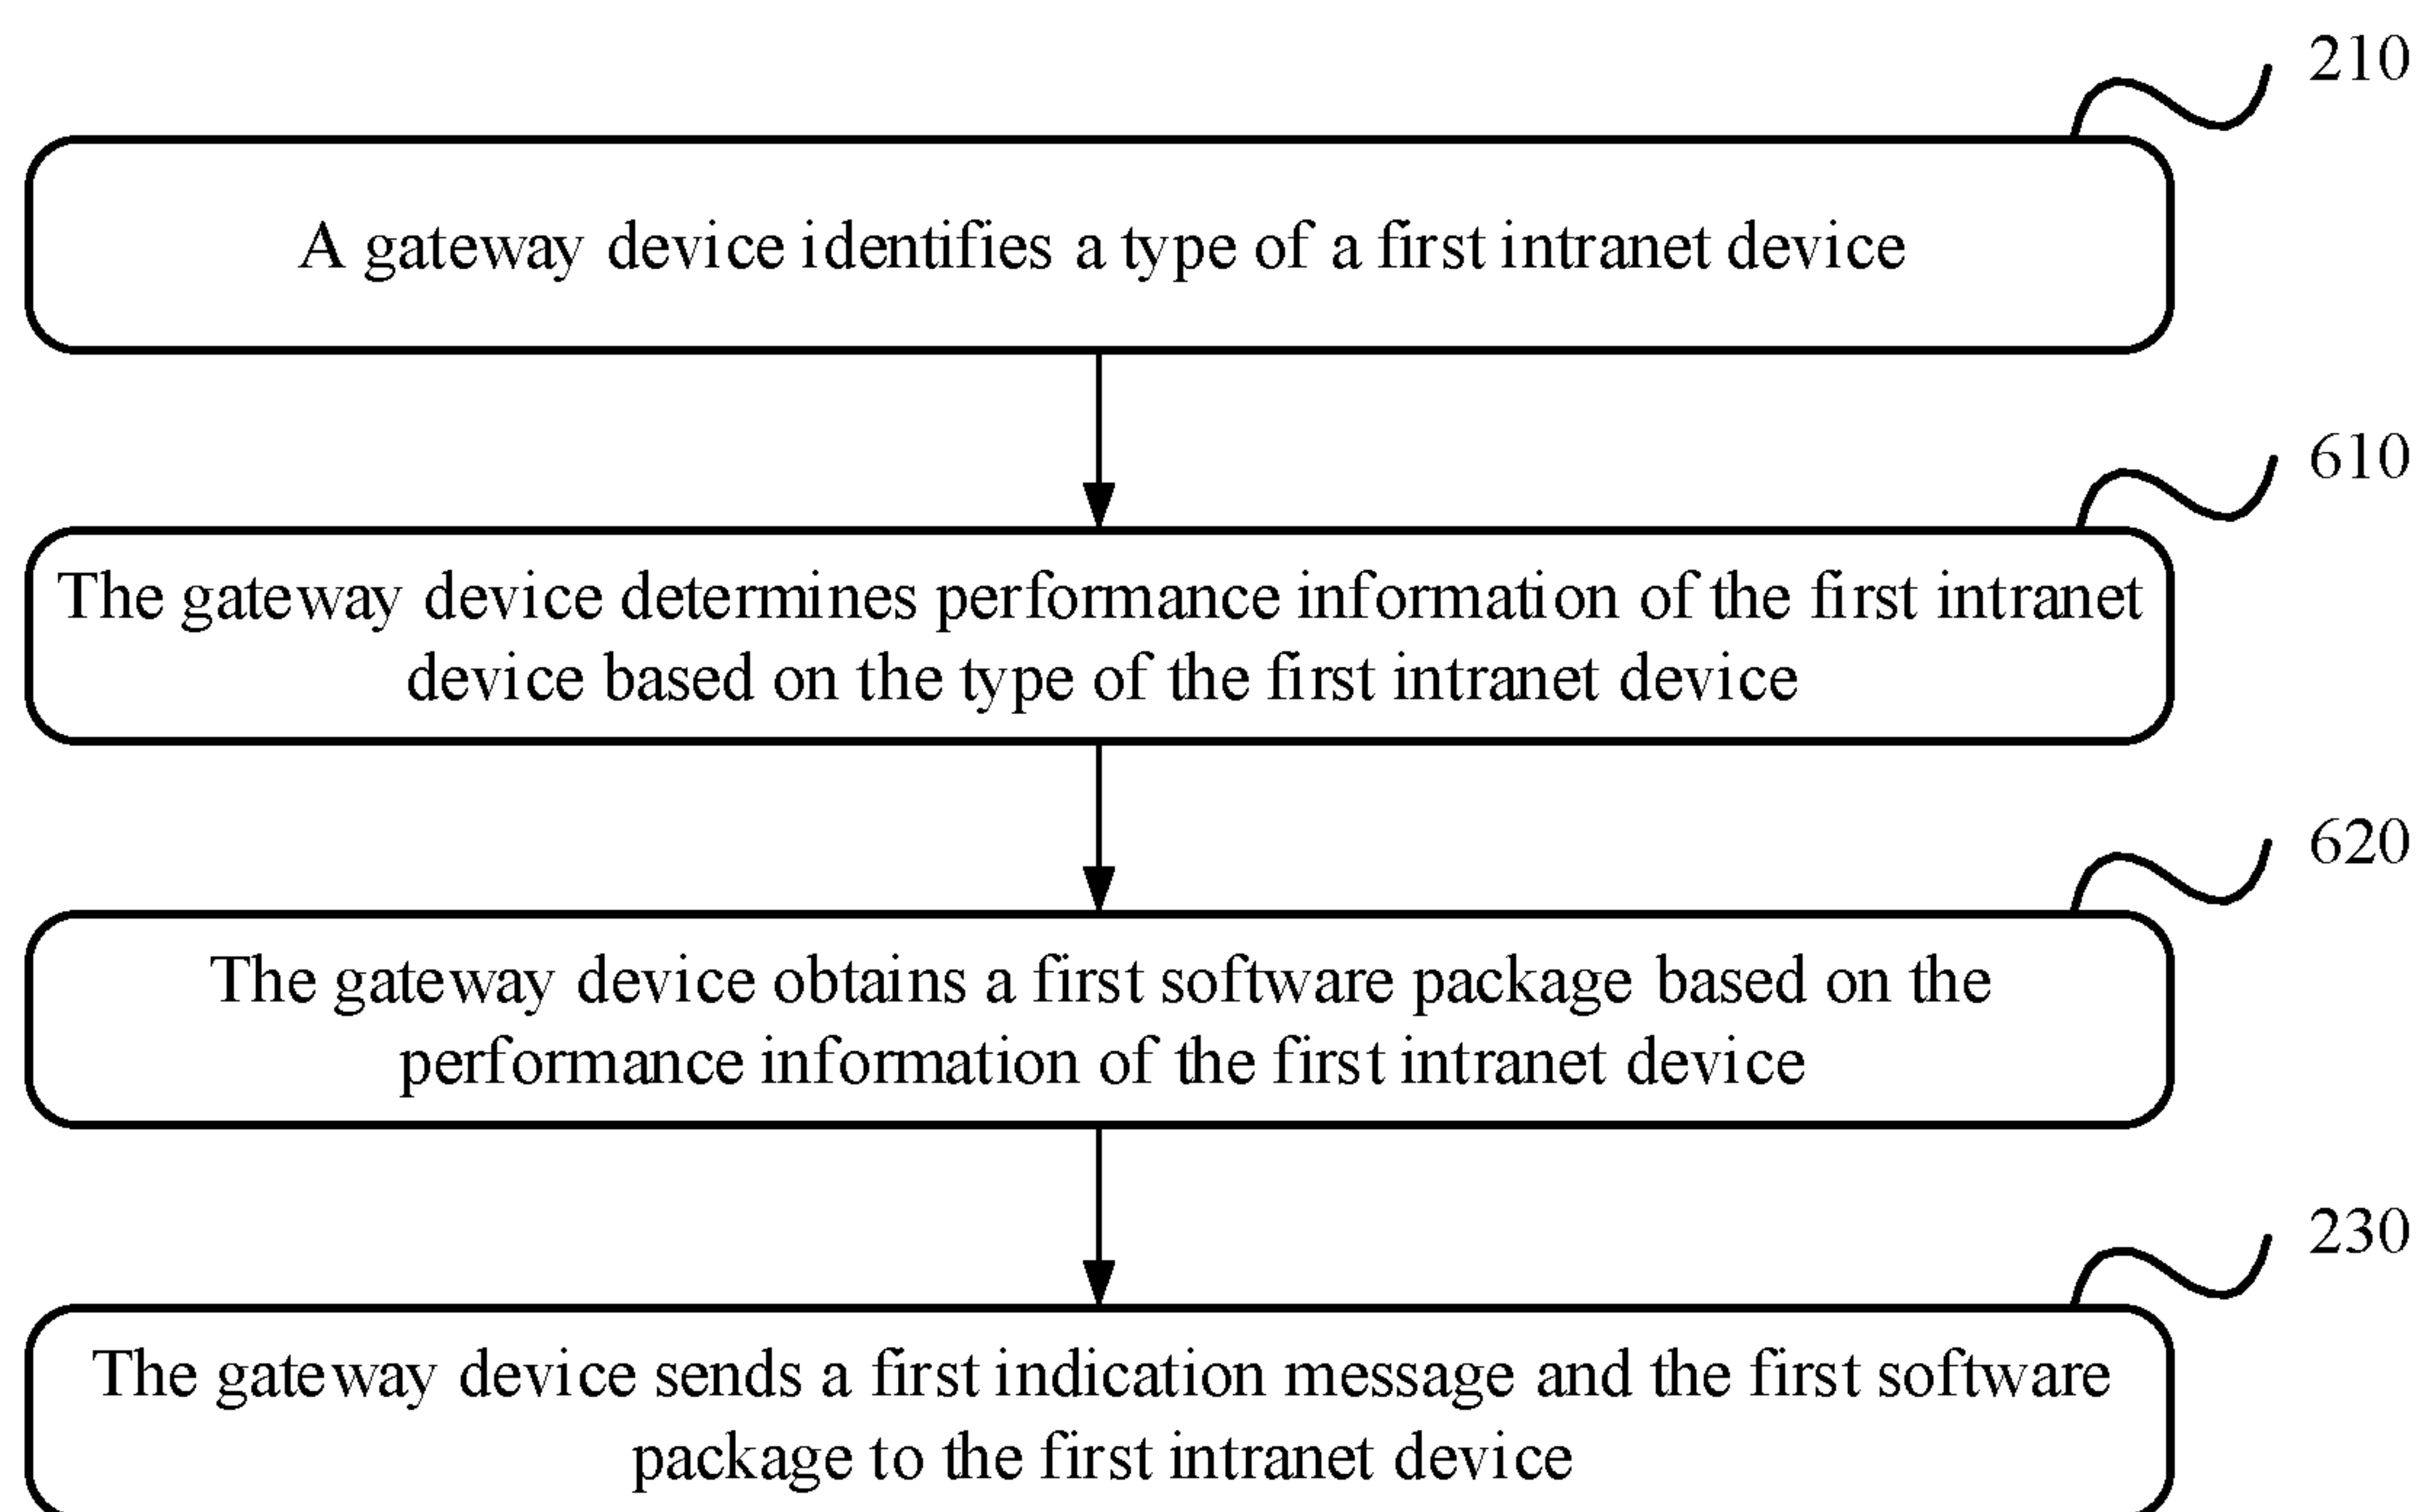 210
A gateway device identifies a type of a first intranet device
610
The gateway device determines performance information of the first intranet
device based on the type of the first intranet device
620
The gateway device obtains a first software package based on the
performance information of the first intranet device
230
The gateway device sends a first indication message and the first software
package to the first intranet device